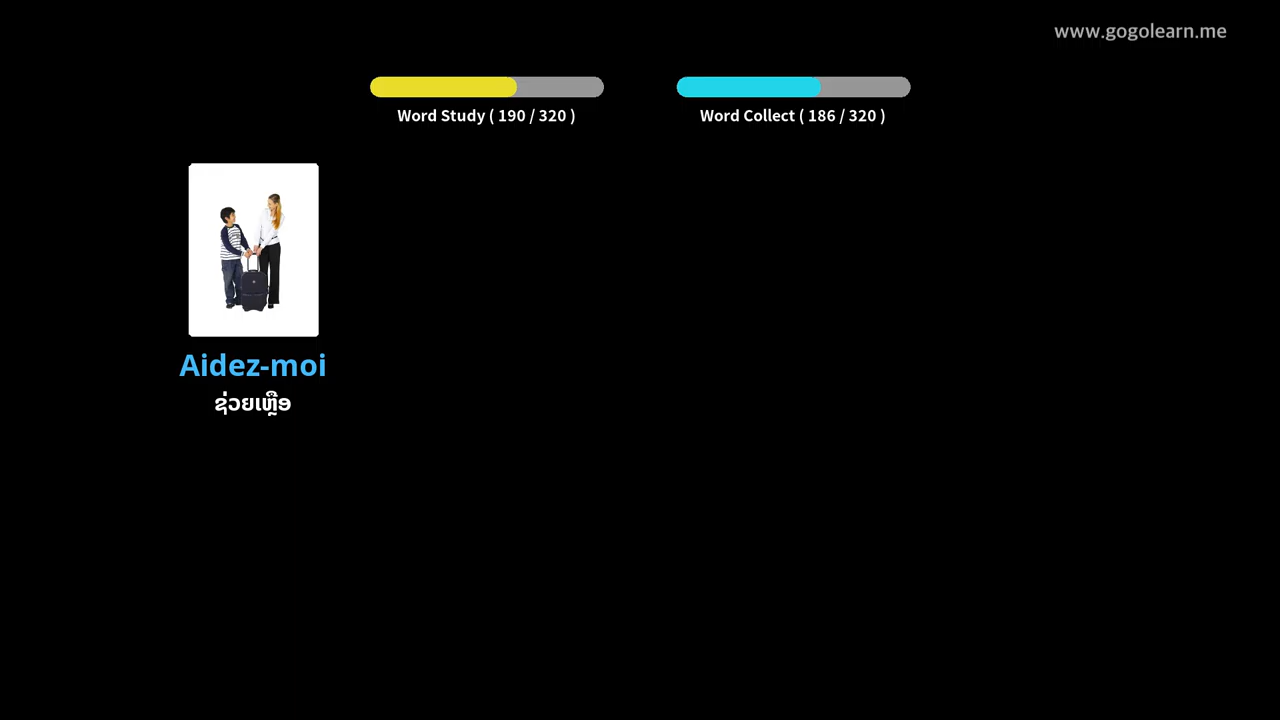 www.gogolearn.me
Word Study ( 190 / 320 )
Word Collect ( 186 / 320 )
Aidez-moi
ຊ່ວຍເຫຼືອ